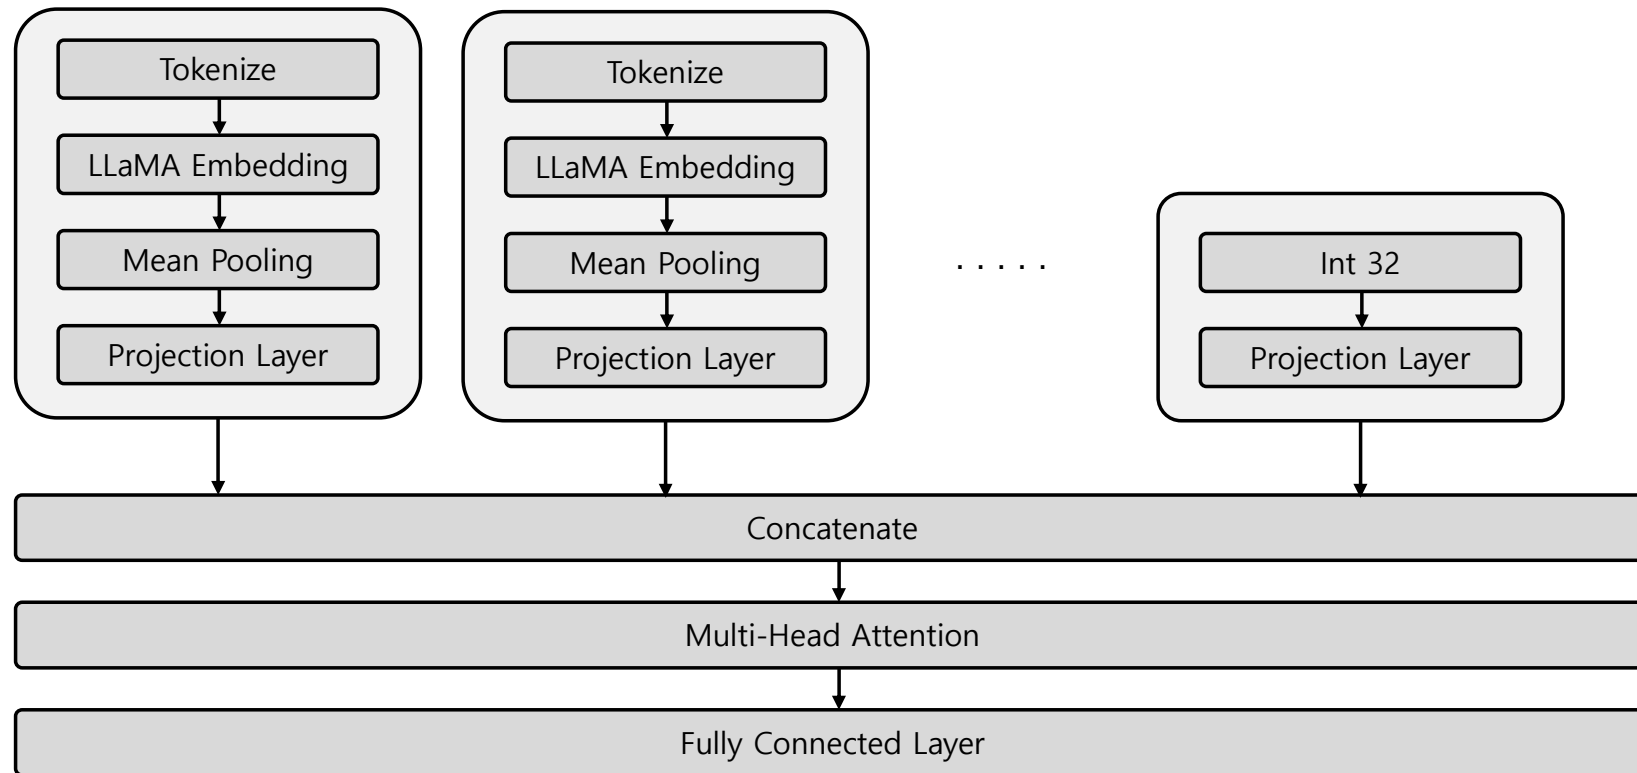 Tokenize
LLaMA Embedding
Mean Pooling
Projection Layer
Tokenize
LLaMA Embedding
Mean Pooling
Projection Layer
. . . . .
Int 32
Projection Layer
Concatenate
Multi-Head Attention
Fully Connected Layer